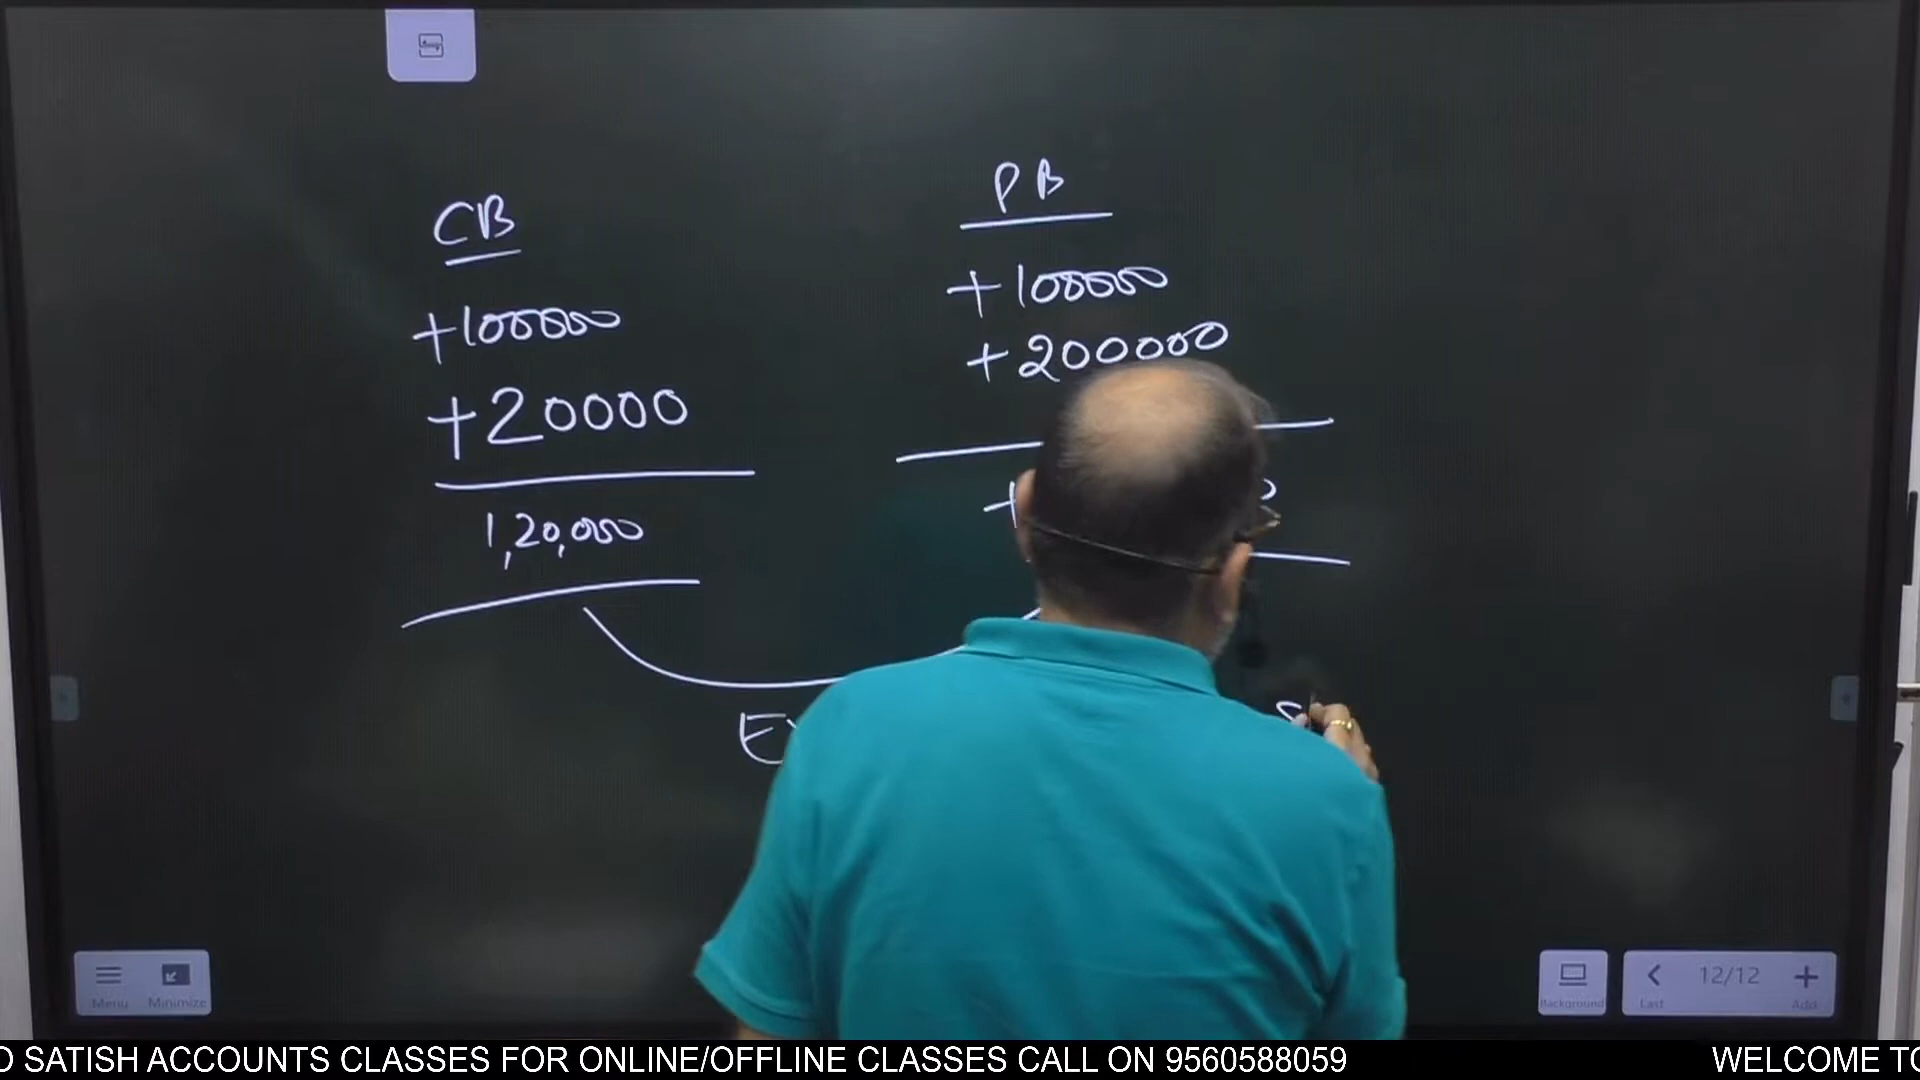 CB
+100000
+20000
1,20,000
PB
+100000
+200000
Menu
Minimize
Background
Last
12/12
Add
SATISH ACCOUNTS CLASSES FOR ONLINE/OFFLINE CLASSES CALL ON 9560588059
WELCOME